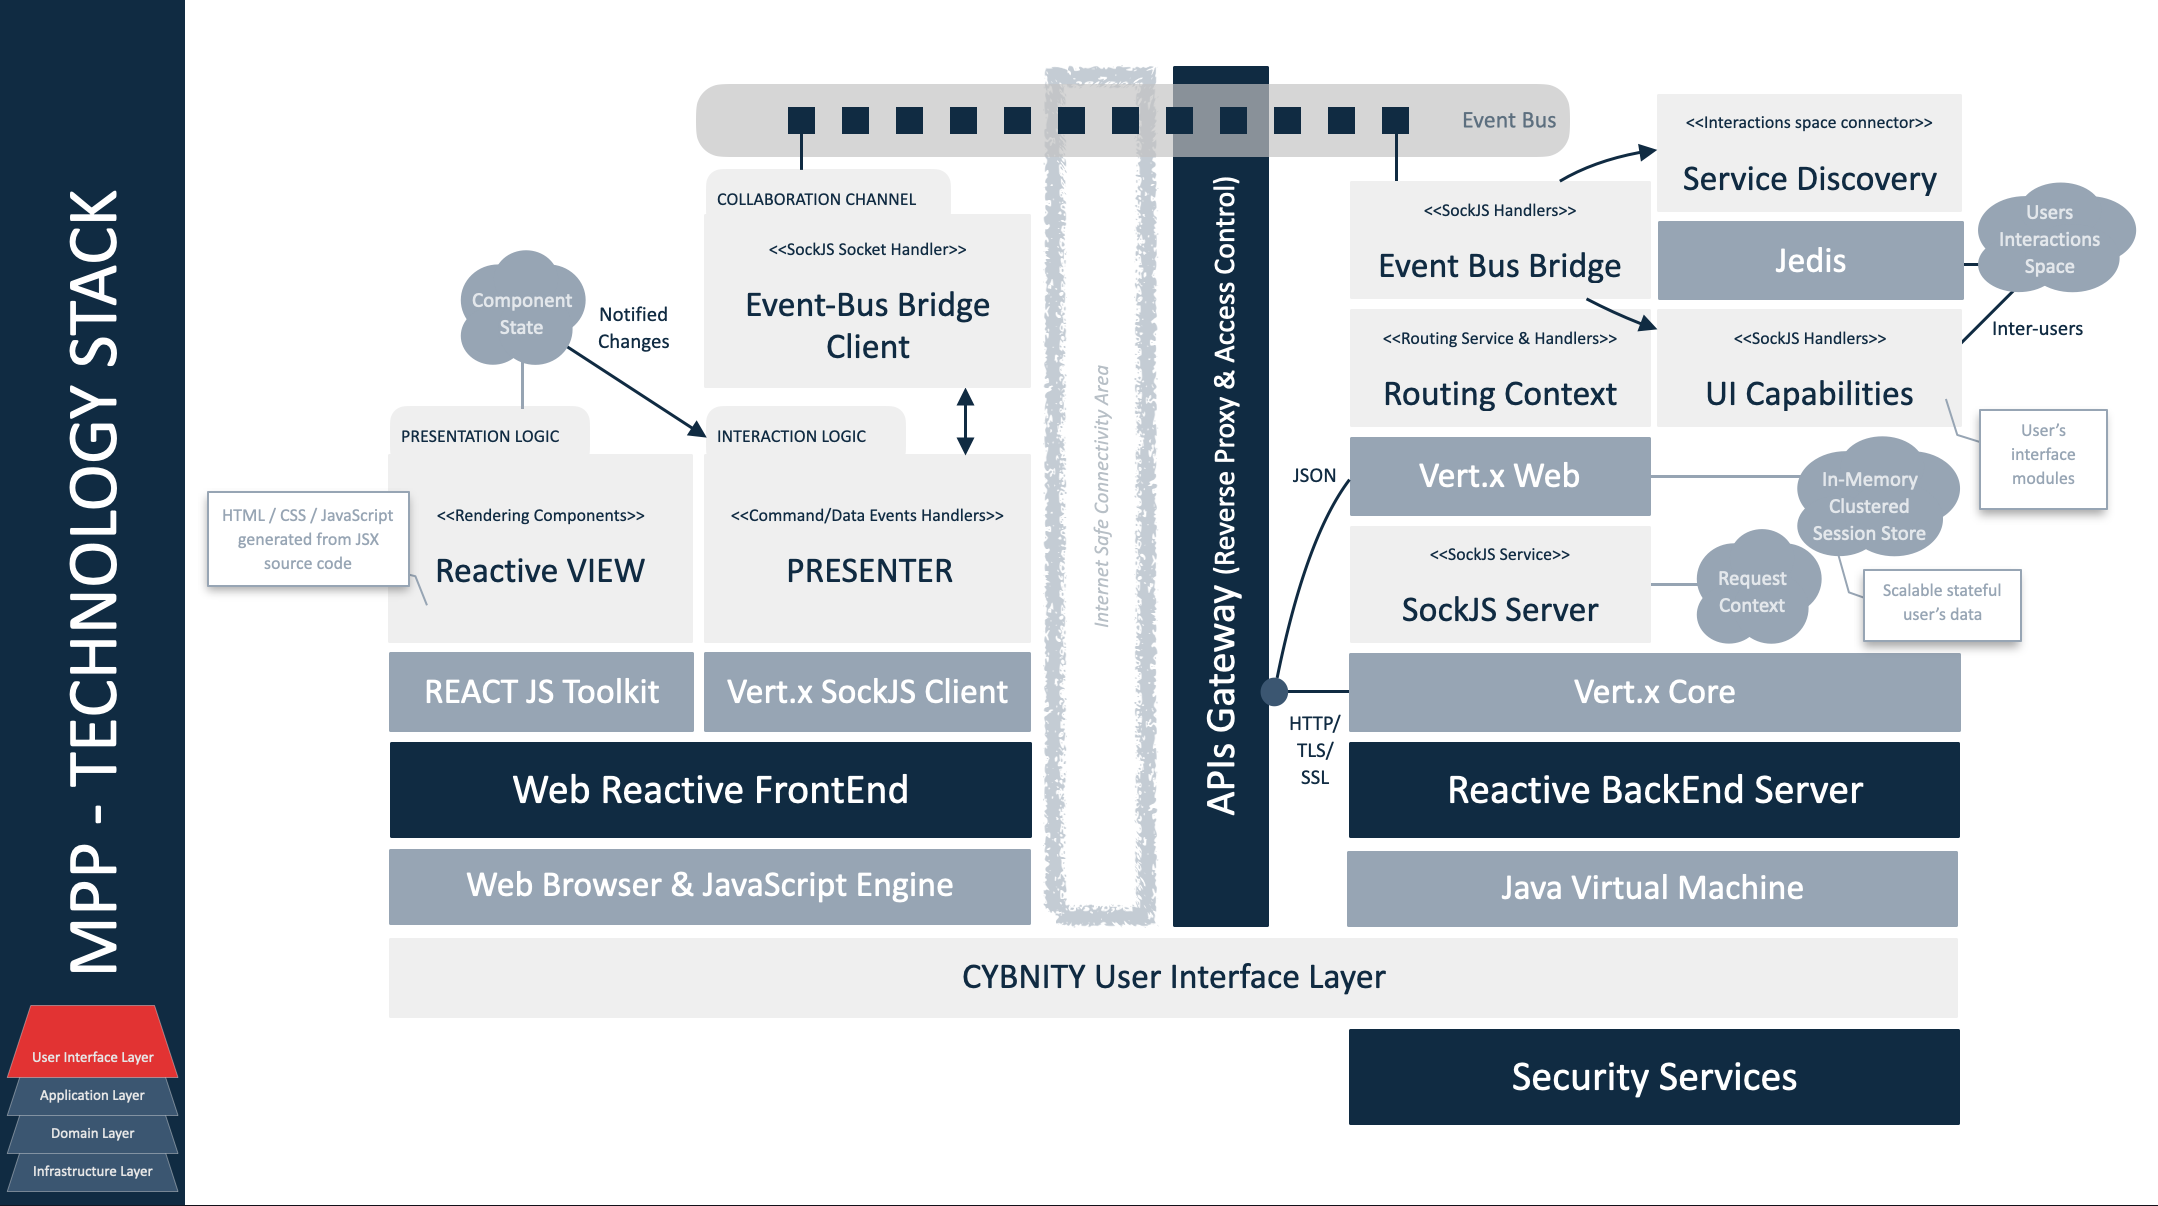 MPP - TECHNOLOGY STACK
User Interface Layer
Application Layer
Domain Layer
Infrastructure Layer
Event Bus
COLLABORATION CHANNEL
<<SockJS Socket Handler>>
Event-Bus Bridge
Client
Component
State
Notified
Changes
PRESENTATION LOGIC
<<Rendering Components>>
Reactive VIEW
HTML / CSS / JavaScript
generated from JSX
source code
INTERACTION LOGIC
<<Command/Data Events Handlers>>
PRESENTER
REACT JS Toolkit
Vert.x SockJS Client
Web Reactive FrontEnd
Web Browser & JavaScript Engine
Internet Safe Connectivity Area
APIs Gateway (Reverse Proxy & Access Control)
<<Interactions space connector>>
Service Discovery
<<SockJS Handlers>>
Event Bus Bridge
Jedis
Users
Interactions
Space
Inter-users
<<Routing Service & Handlers>>
Routing Context
<<SockJS Handlers>>
UI Capabilities
User's
interface
modules
JSON
Vert.x Web
In-Memory
Clustered
Session Store
<<SockJS Service>>
SockJS Server
Request
Context
Scalable stateful
user's data
HTTP/
TLS/
SSL
Vert.x Core
Reactive BackEnd Server
Java Virtual Machine
CYBNITY User Interface Layer
Security Services